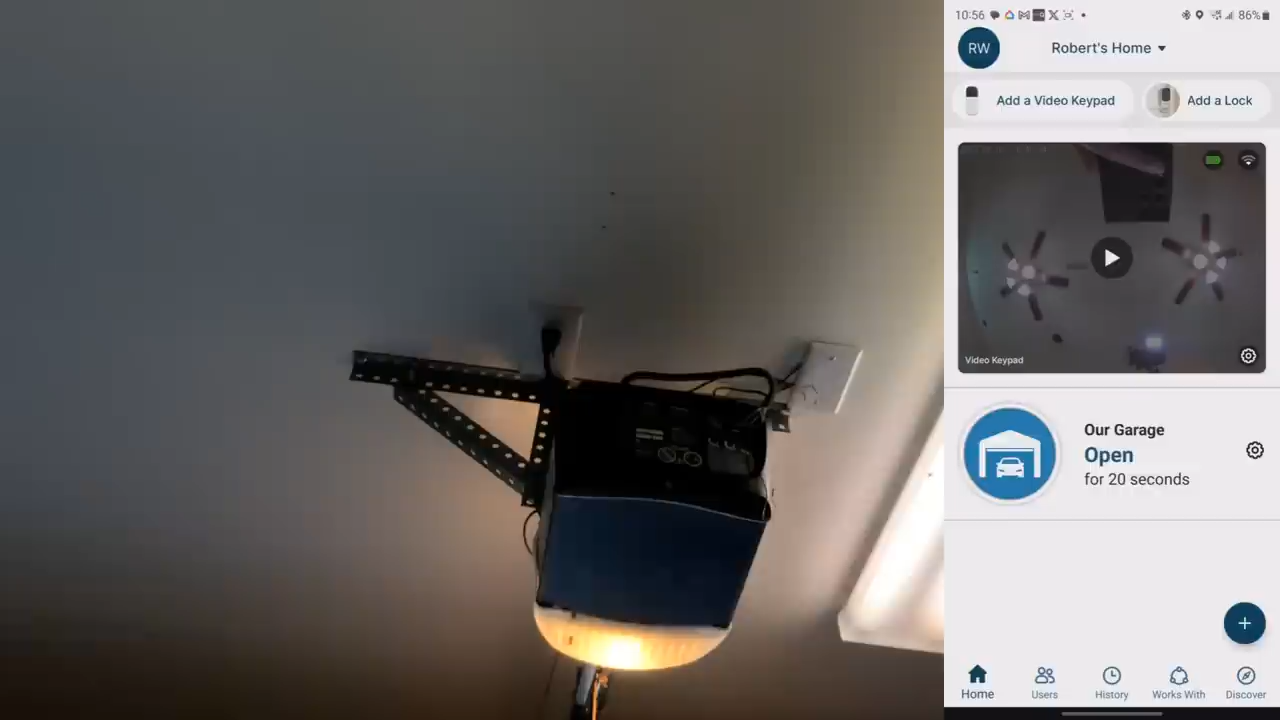 10:56
86%
RW
Robert's Home
Add a Video Keypad
Add a Lock
Video Keypad
Our Garage
Open
for 20 seconds
Home
Users
History
Works With
Discover